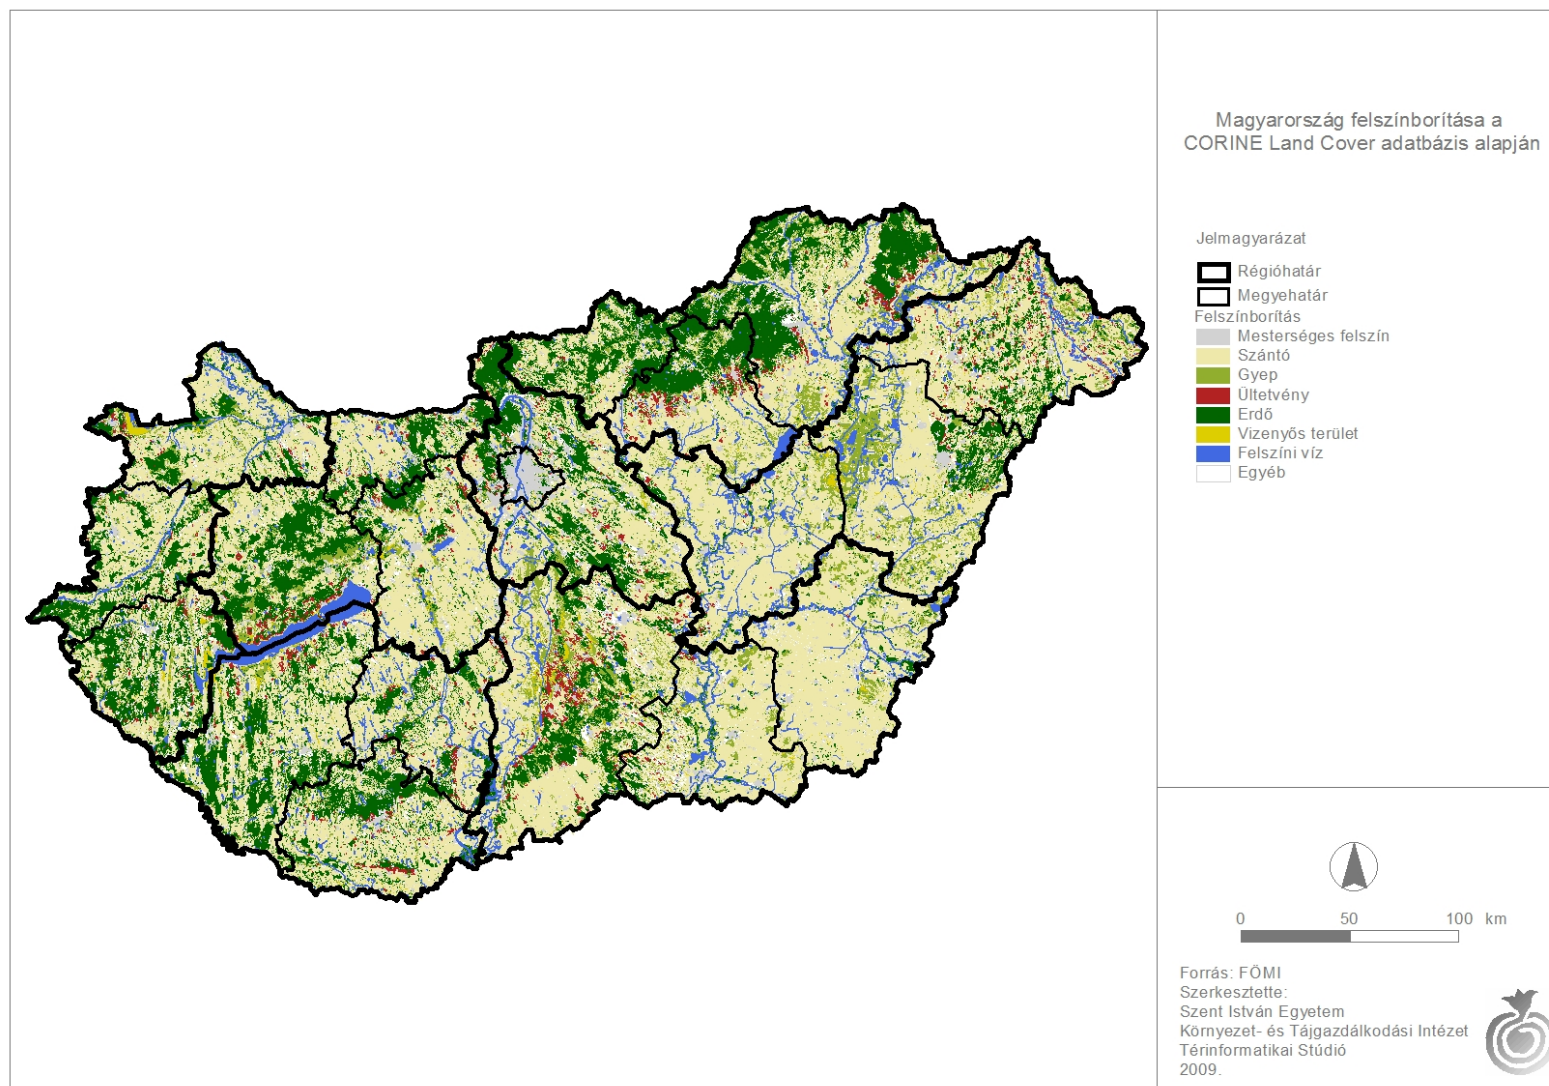 Magyarország felszínborítása a
CORINE Land Cover adatbázis alapján
Jelmagyarázat
Régióhatár
Megyehatár
Felszínborítás
Mesterséges felszín
Szántó
Gyep
Ültetvény
Erdő
Vizenyős terület
Felszíni víz
Egyéb
0 50 100 km
Forrás: FÖMI
Szerkesztette:
Szent István Egyetem
Környezet- és Tájgazdálkodási Intézet
Térinformatikai Stúdió
2009.